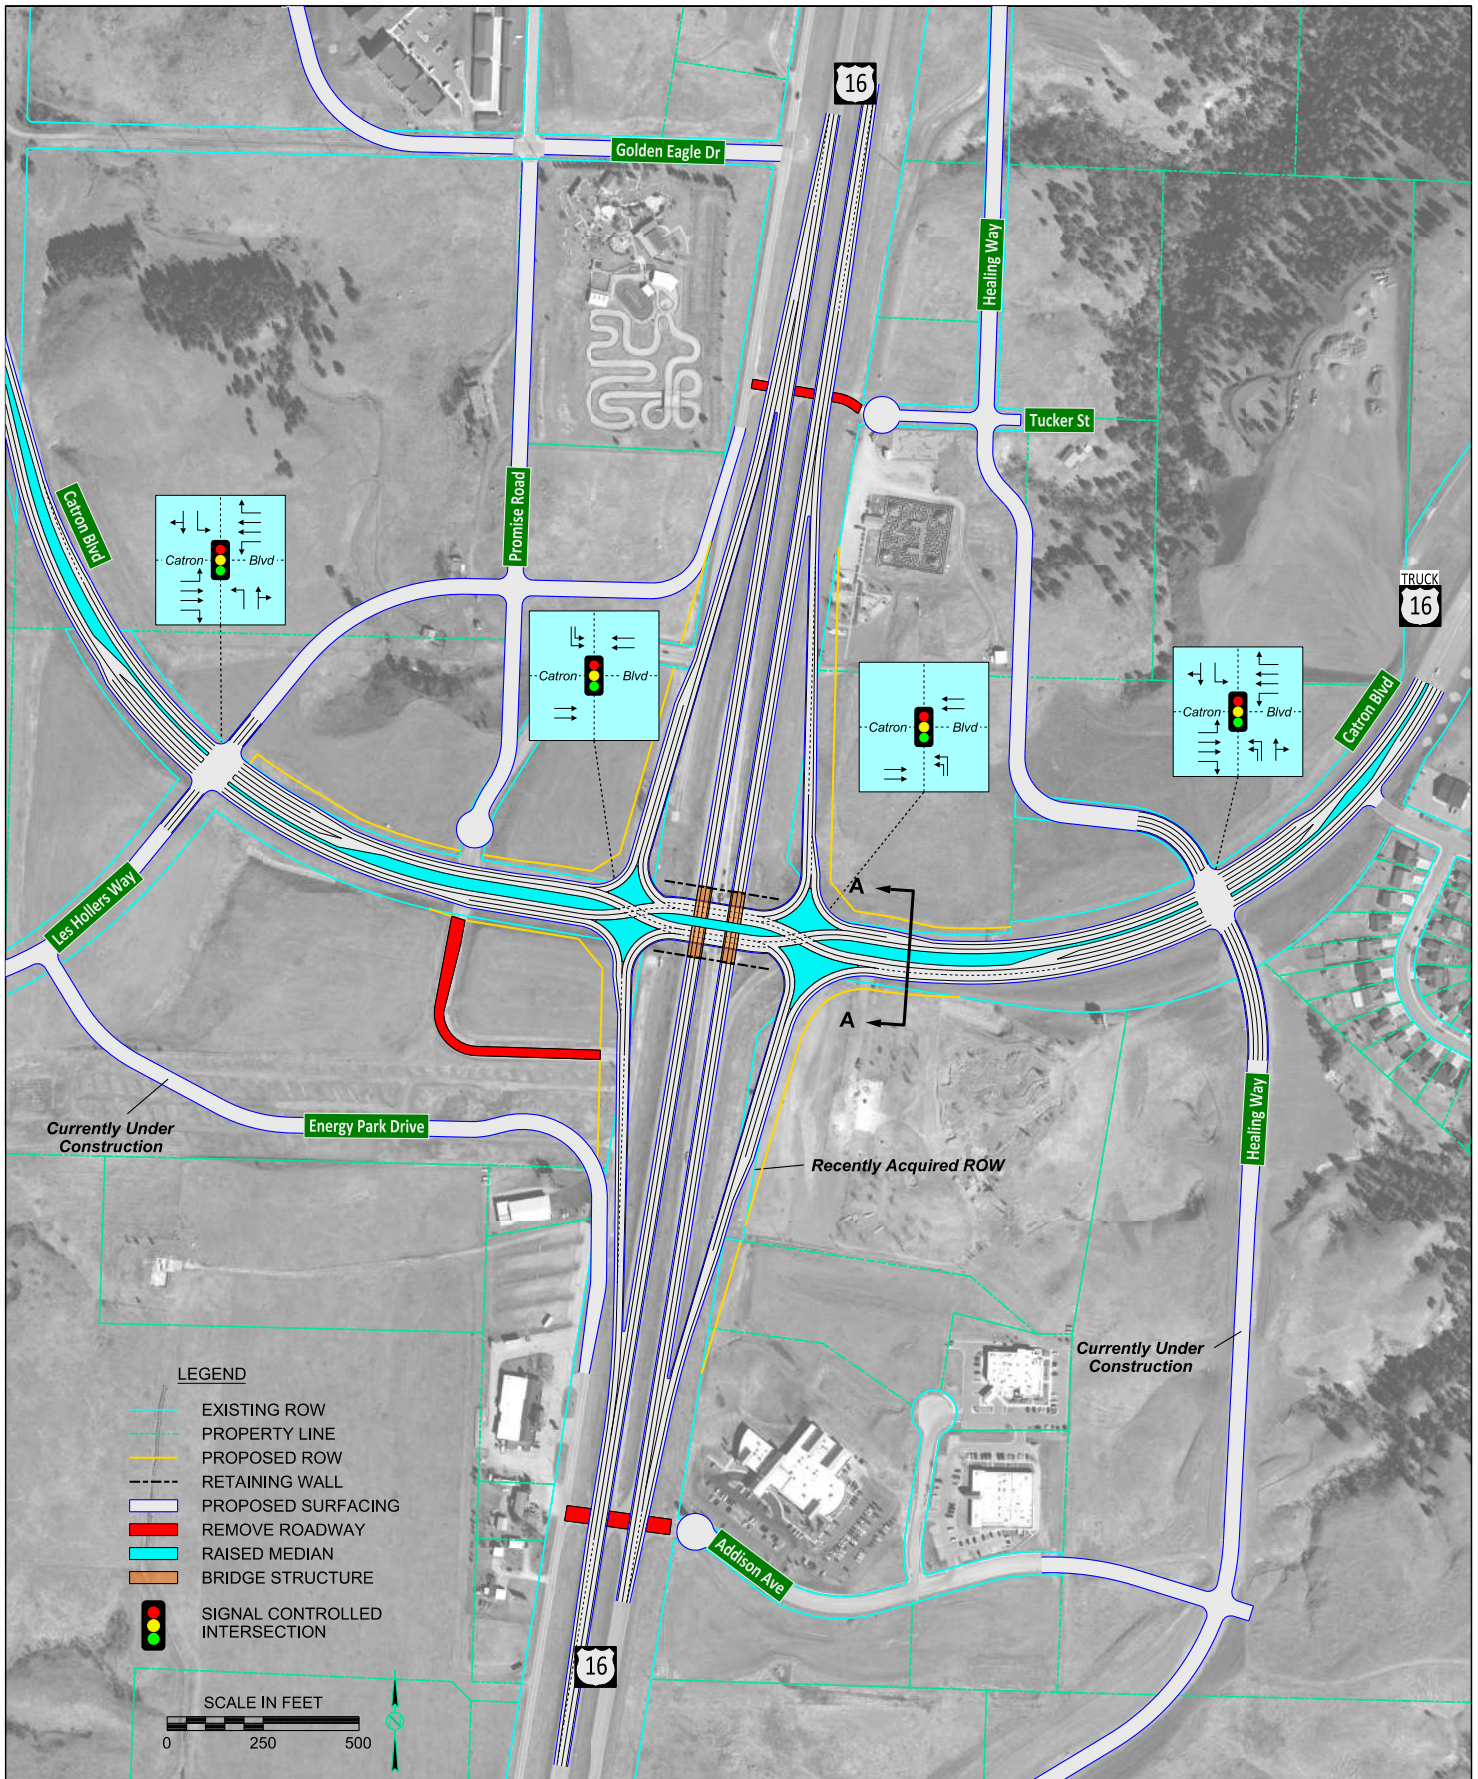 16
Golden Eagle Dr
Healing Way
Tucker St
Catron Blvd
Promise Road
Catron Blvd
TRUCK
16
Catron Blvd
Catron Blvd
Catron Blvd
Catron Blvd
A
Les Hollers Way
A
Currently Under
Construction
Energy Park Drive
Healing Way
Recently Acquired ROW
Currently Under
Construction
LEGEND
EXISTING ROW
PROPERTY LINE
PROPOSED ROW
RETAINING WALL
PROPOSED SURFACING
REMOVE ROADWAY
RAISED MEDIAN
BRIDGE STRUCTURE
SIGNAL CONTROLLED
INTERSECTION
Addison Ave
16
SCALE IN FEET
0 250 500